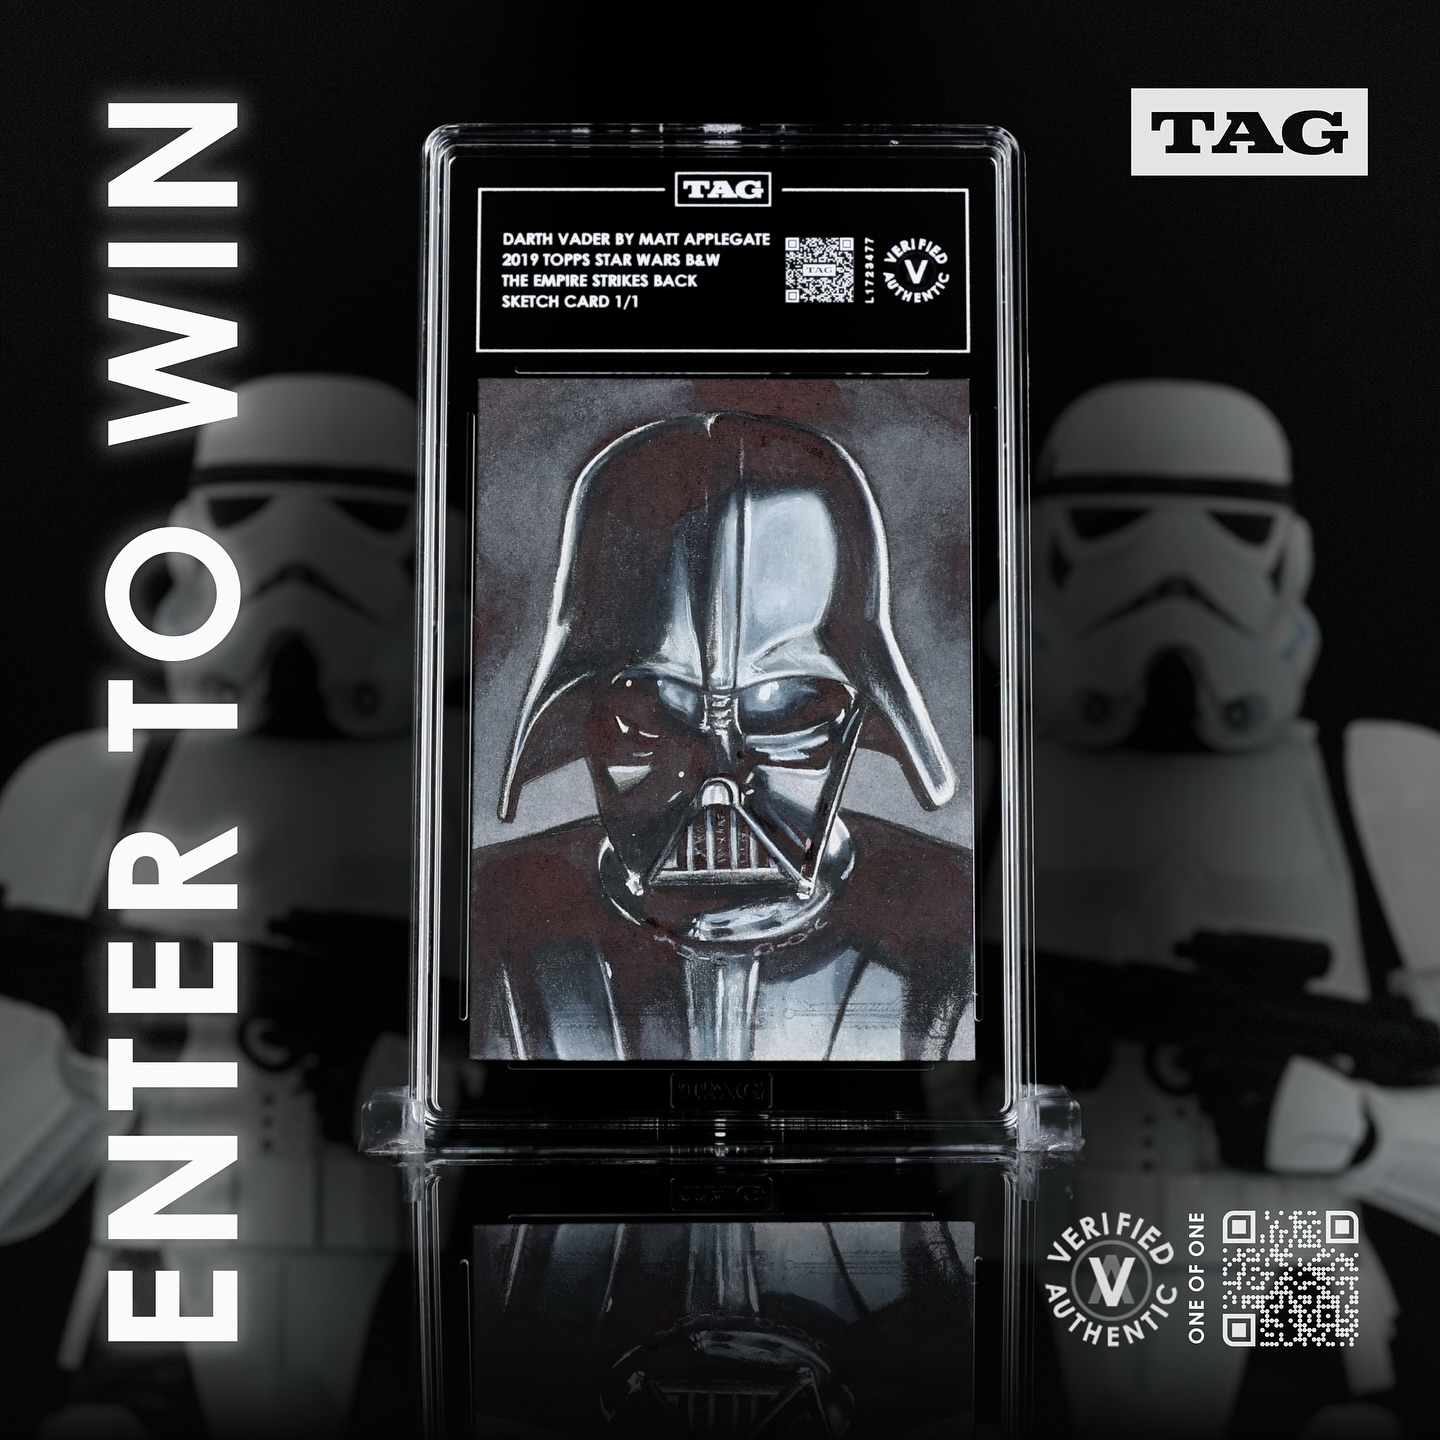 ENTER TO WIN
TAG
TAG
DARTH VADER BY MATT APPLEGATE
2019 TOPPS STAR WARS B&W
THE EMPIRE STRIKES BACK
SKETCH CARD 1/1
TAG
L1723477
VERIFIED
V
AUTHENTIC
TAG
VERIFIED
V
AUTHENTIC
ONE OF ONE